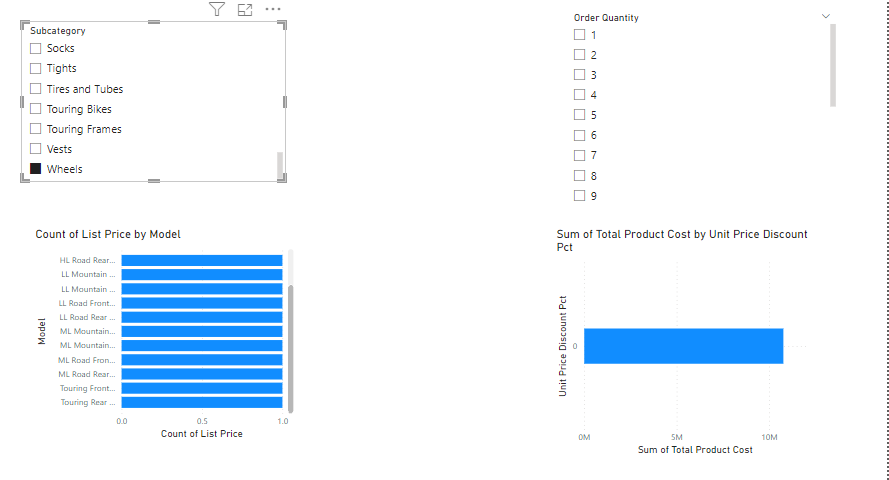 Subcategory
Socks
Tights
Tires and Tubes
Touring Bikes
Touring Frames
Vests
Wheels
Order Quantity
1
2
3
4
5
6
7
8
9
Count of List Price by Model
Model
HL Road Rear...
LL Mountain ...
LL Mountain ...
LL Road Front...
LL Road Rear ...
ML Mountain...
ML Mountain...
ML Road Fron...
ML Road Rear...
Touring Front...
Touring Rear ...
0.0 0.5 1.0
Count of List Price
Sum of Total Product Cost by Unit Price Discount
Pct
Unit Price Discount Pct
0
0M 5M 10M
Sum of Total Product Cost